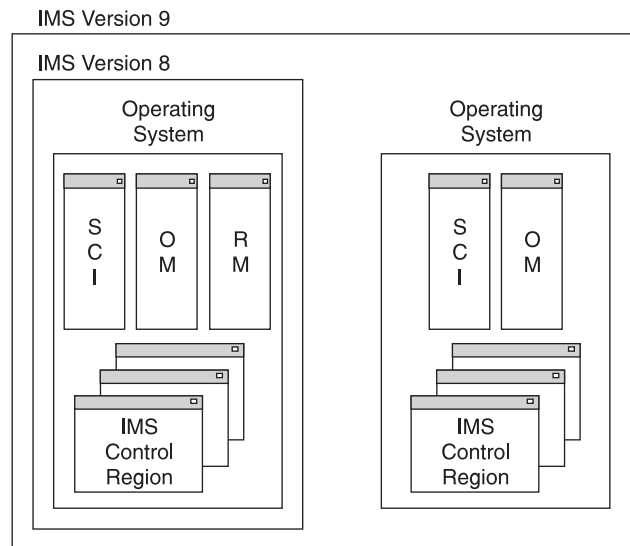 IMS Version 9
IMS Version 8
Operating
System
S
C
I
O
M
R
M
IMS
Control
Region
Operating
System
S
C
I
O
M
IMS
Control
Region